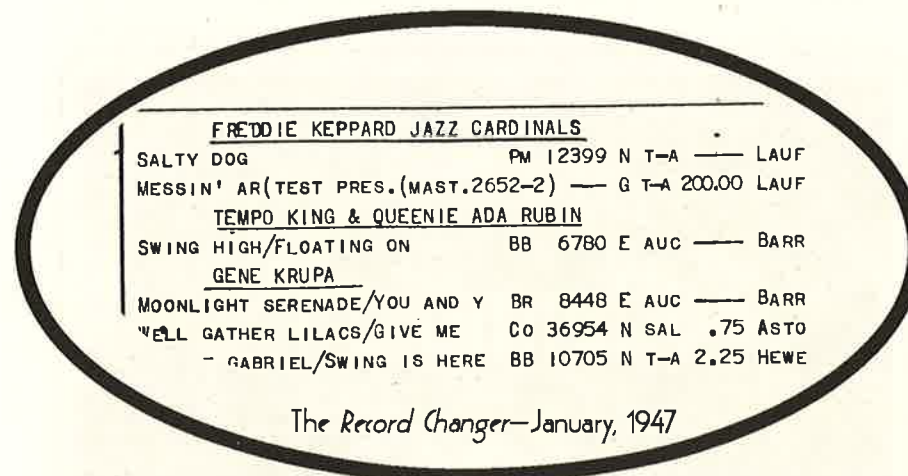 FREDDIE KEPPARD JAZZ CARDINALS
SALTY DOG PM 12399 N T-A —— LAUF
MESSIN' AR(TEST PRES.(MAST.2652-2) —— G T-A 200.00 LAUF
TEMPO KING & QUEENIE ADA RUBIN
SWING HIGH/FLOATING ON BB 6780 E AUC —— BARR
GENE KRUPA
MOONLIGHT SERENADE/YOU AND Y BR 8448 E AUC —— BARR
WE'LL GATHER LILACS/GIVE ME CO 36954 N SAL .75 ASTO
GABRIEL/SWING IS HERE BB 10705 N T-A 2.25 HEWE
The Record Changer—January, 1947